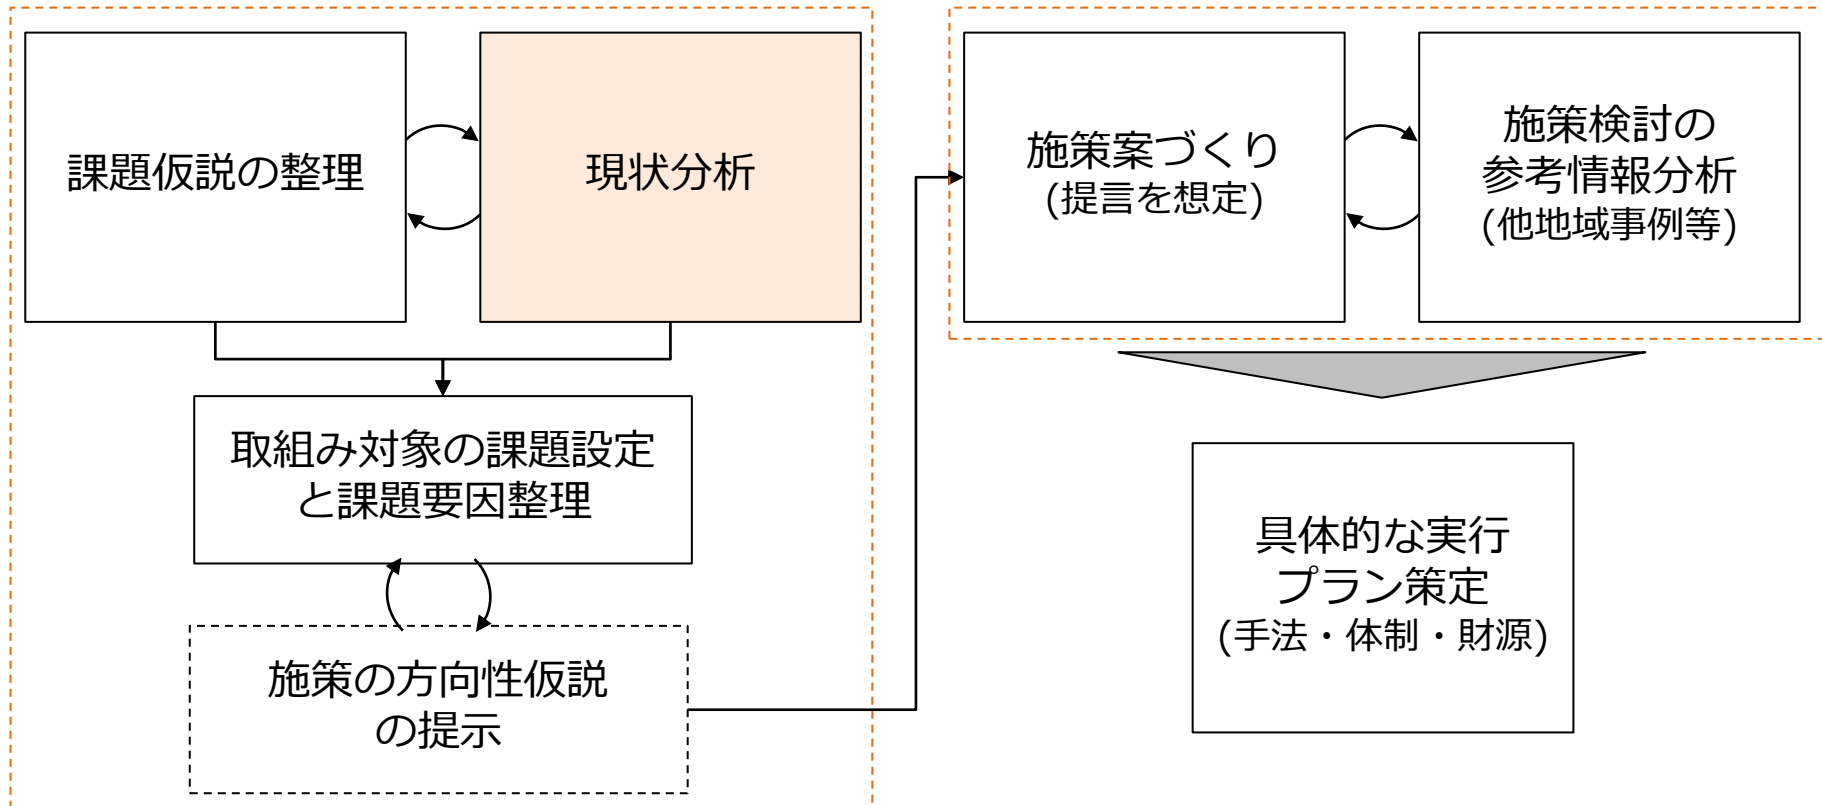 課題仮説の整理
現状分析
取組み対象の課題設定
と課題要因整理
施策の方向性仮説
の提示
施策案づくり
(提言を想定)
施策検討の
参考情報分析
(他地域事例等)
具体的な実行
プラン策定
(手法・体制・財源)